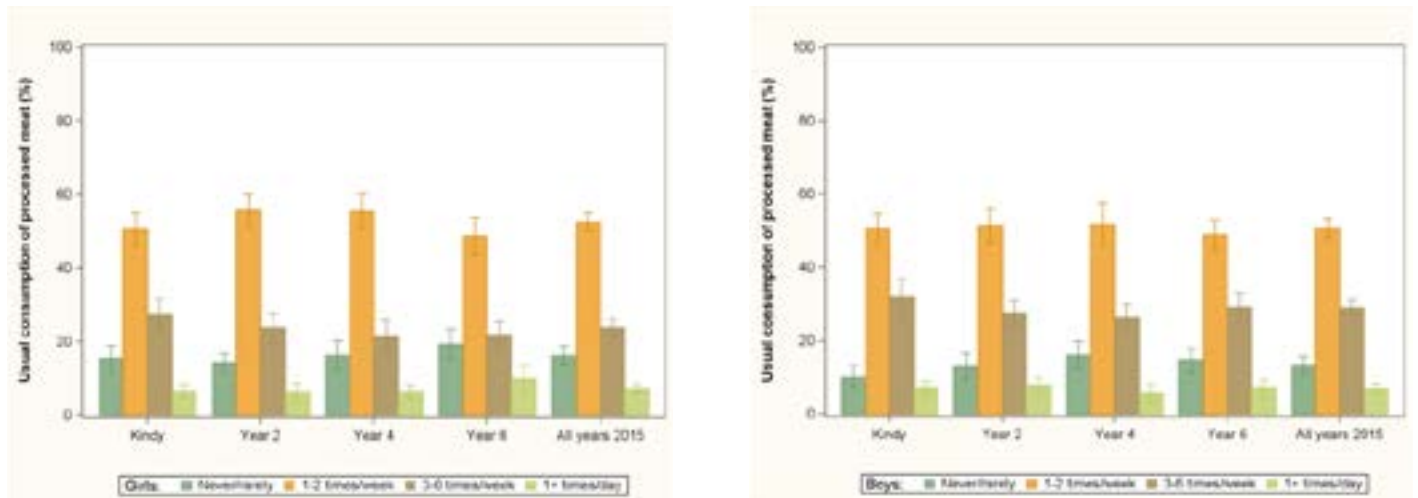 Usual consumption of processed meat (%)
100
80
60
40
20
0
Kindy Year 2 Year 4 Year 6 All years 2015
Girls: Never/rarely 1-2 times/week 3-6 times/week 1+ times/day
Usual consumption of processed meat (%)
100
80
60
40
20
0
Kindy Year 2 Year 4 Year 6 All years 2015
Boys: Never/rarely 1-2 times/week 3-6 times/week 1+ times/day